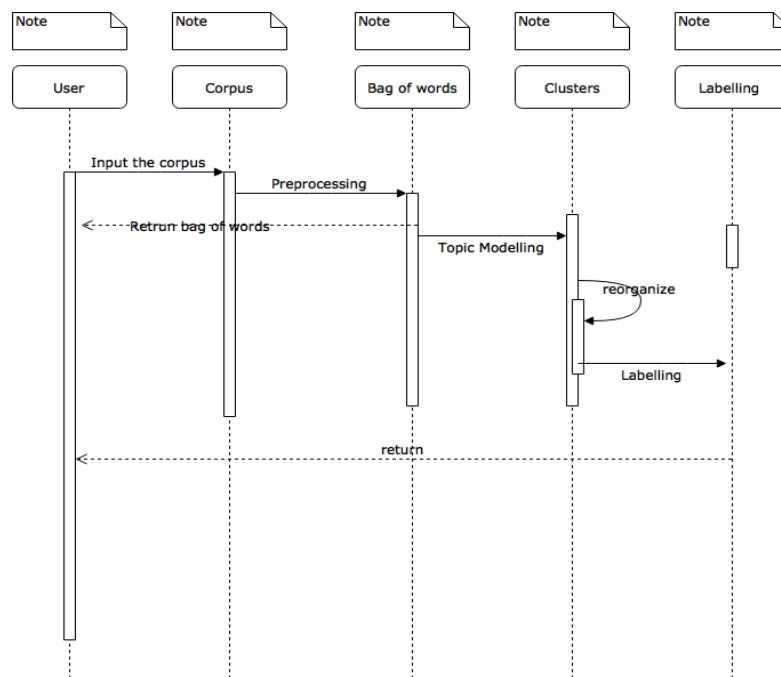 Note
Note
Note
Note
Note
User
Corpus
Bag of words
Clusters
Labelling
Input the corpus
Preprocessing
Retrun bag of words
Topic Modelling
reorganize
Labelling
return